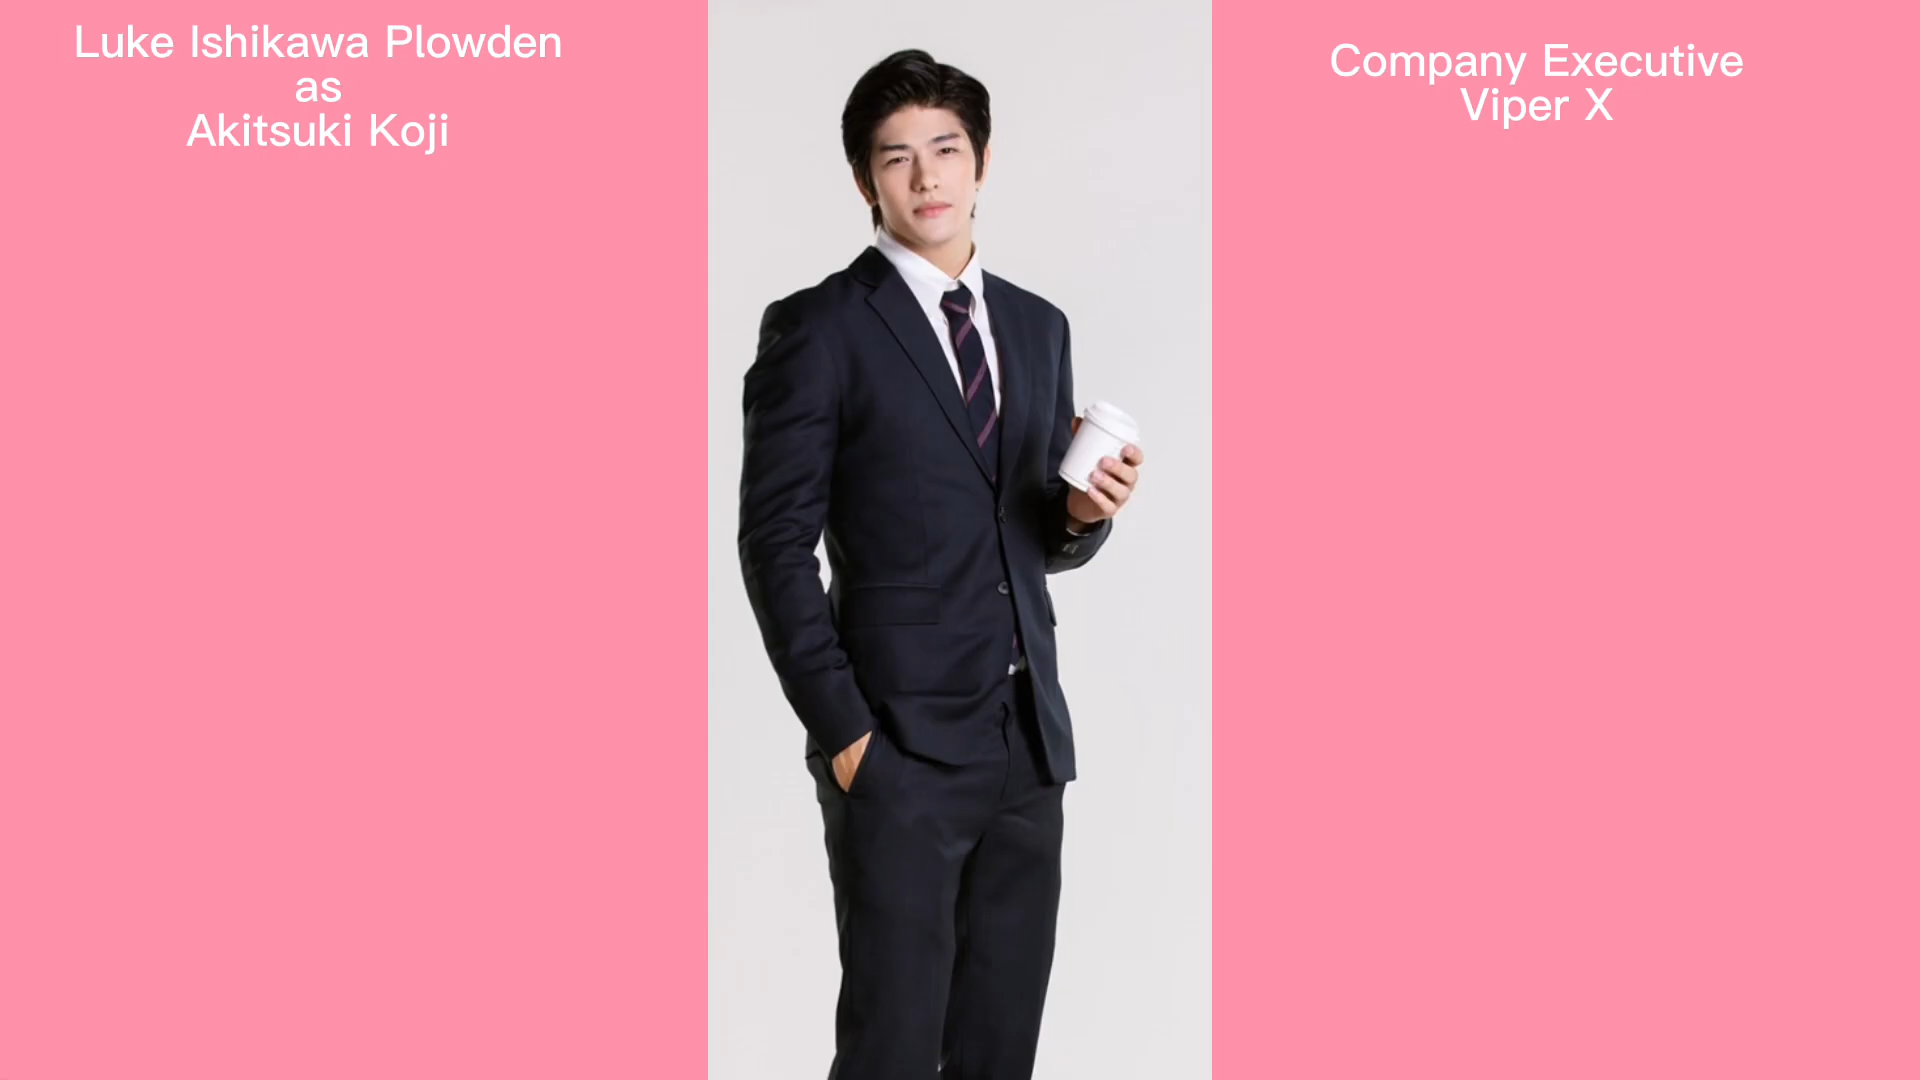 Luke Ishikawa Plowden
as
Akitsuki Koji
Company Executive
Viper X